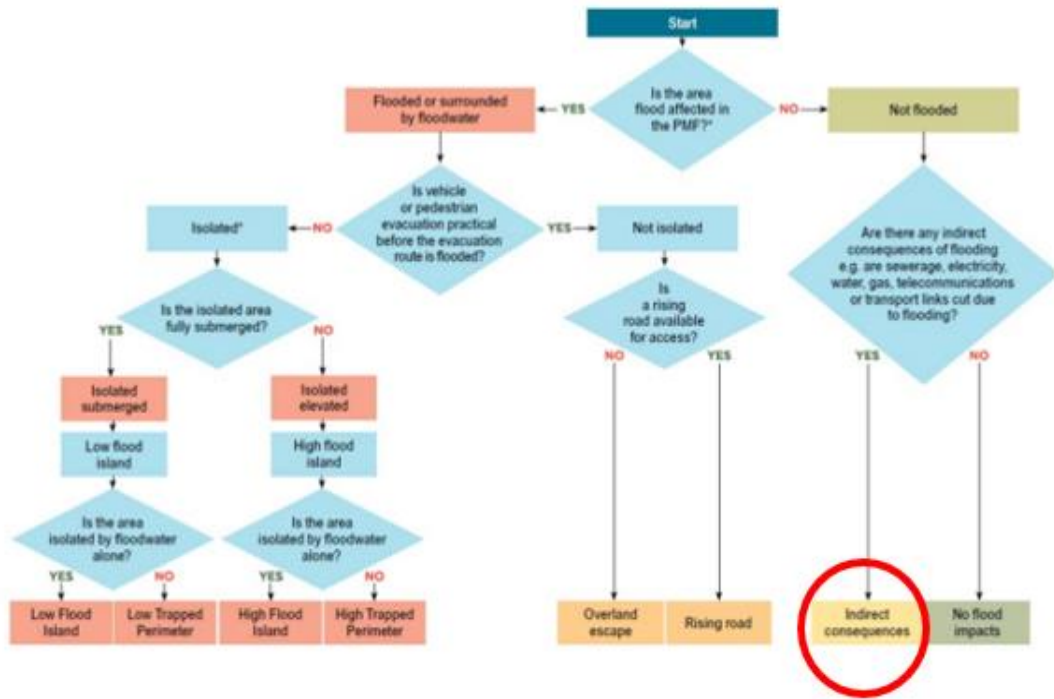 Start
Is the area
flood affected in
the PMF?*
YES
NO
Flooded or surrounded
by floodwater
Not flooded
Is vehicle
or pedestrian
evacuation practical
before the evacuation
route is flooded?
NO
YES
Isolated*
Not isolated
Are there any indirect
consequences of flooding
e.g. are sewerage, electricity,
water, gas, telecommunications
or transport links cut due
to flooding?
Is the isolated area
fully submerged?
Is
a rising
road available
for access?
YES
NO
NO
YES
YES
NO
Isolated
submerged
Isolated
elevated
Low flood
island
High flood
island
Is the area
isolated by floodwater
alone?
Is the area
isolated by floodwater
alone?
YES
NO
YES
NO
Low Flood
Island
Low Trapped
Perimeter
High Flood
Island
High Trapped
Perimeter
Overland
escape
Rising road
Indirect
consequences
No flood
impacts